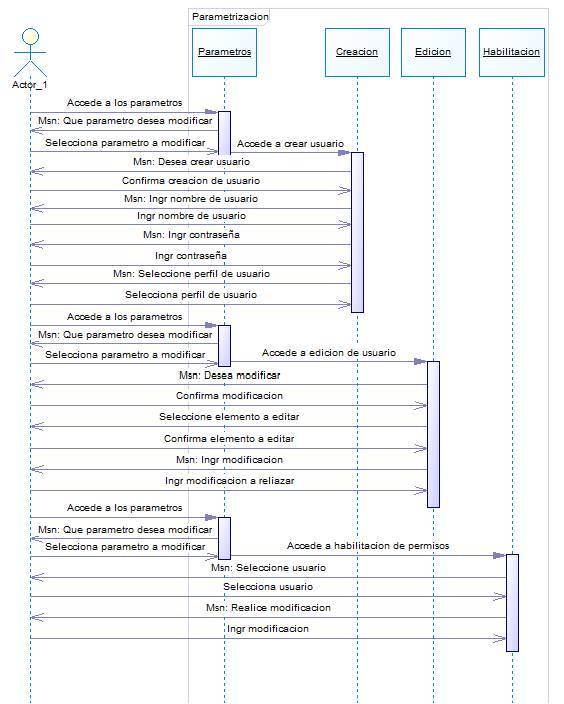 Parametrizacion
Parametros
Creacion
Edicion
Habilitacion
Actor_1
Accede a los parametros
Msn: Que parametro desea modificar
Selecciona parametro a modificar
Accede a crear usuario
Msn: Desea crear usuario
Confirma creacion de usuario
Msn: Ingr nombre de usuario
Ingr nombre de usuario
Msn: Ingr contraseña
Ingr contraseña
Msn: Seleccione perfil de usuario
Selecciona perfil de usuario
Accede a los parametros
Msn: Que parametro desea modificar
Selecciona parametro a modificar
Accede a edicion de usuario
Msn: Desea modificar
Confirma modificacion
Seleccione elemento a editar
Confirma elemento a editar
Msn: Ingr modificacion
Ingr modificacion a reliazar
Accede a los parametros
Msn: Que parametro desea modificar
Selecciona parametro a modificar
Accede a habilitacion de permisos
Msn: Seleccione usuario
Selecciona usuario
Msn: Realice modificacion
Ingr modificacion